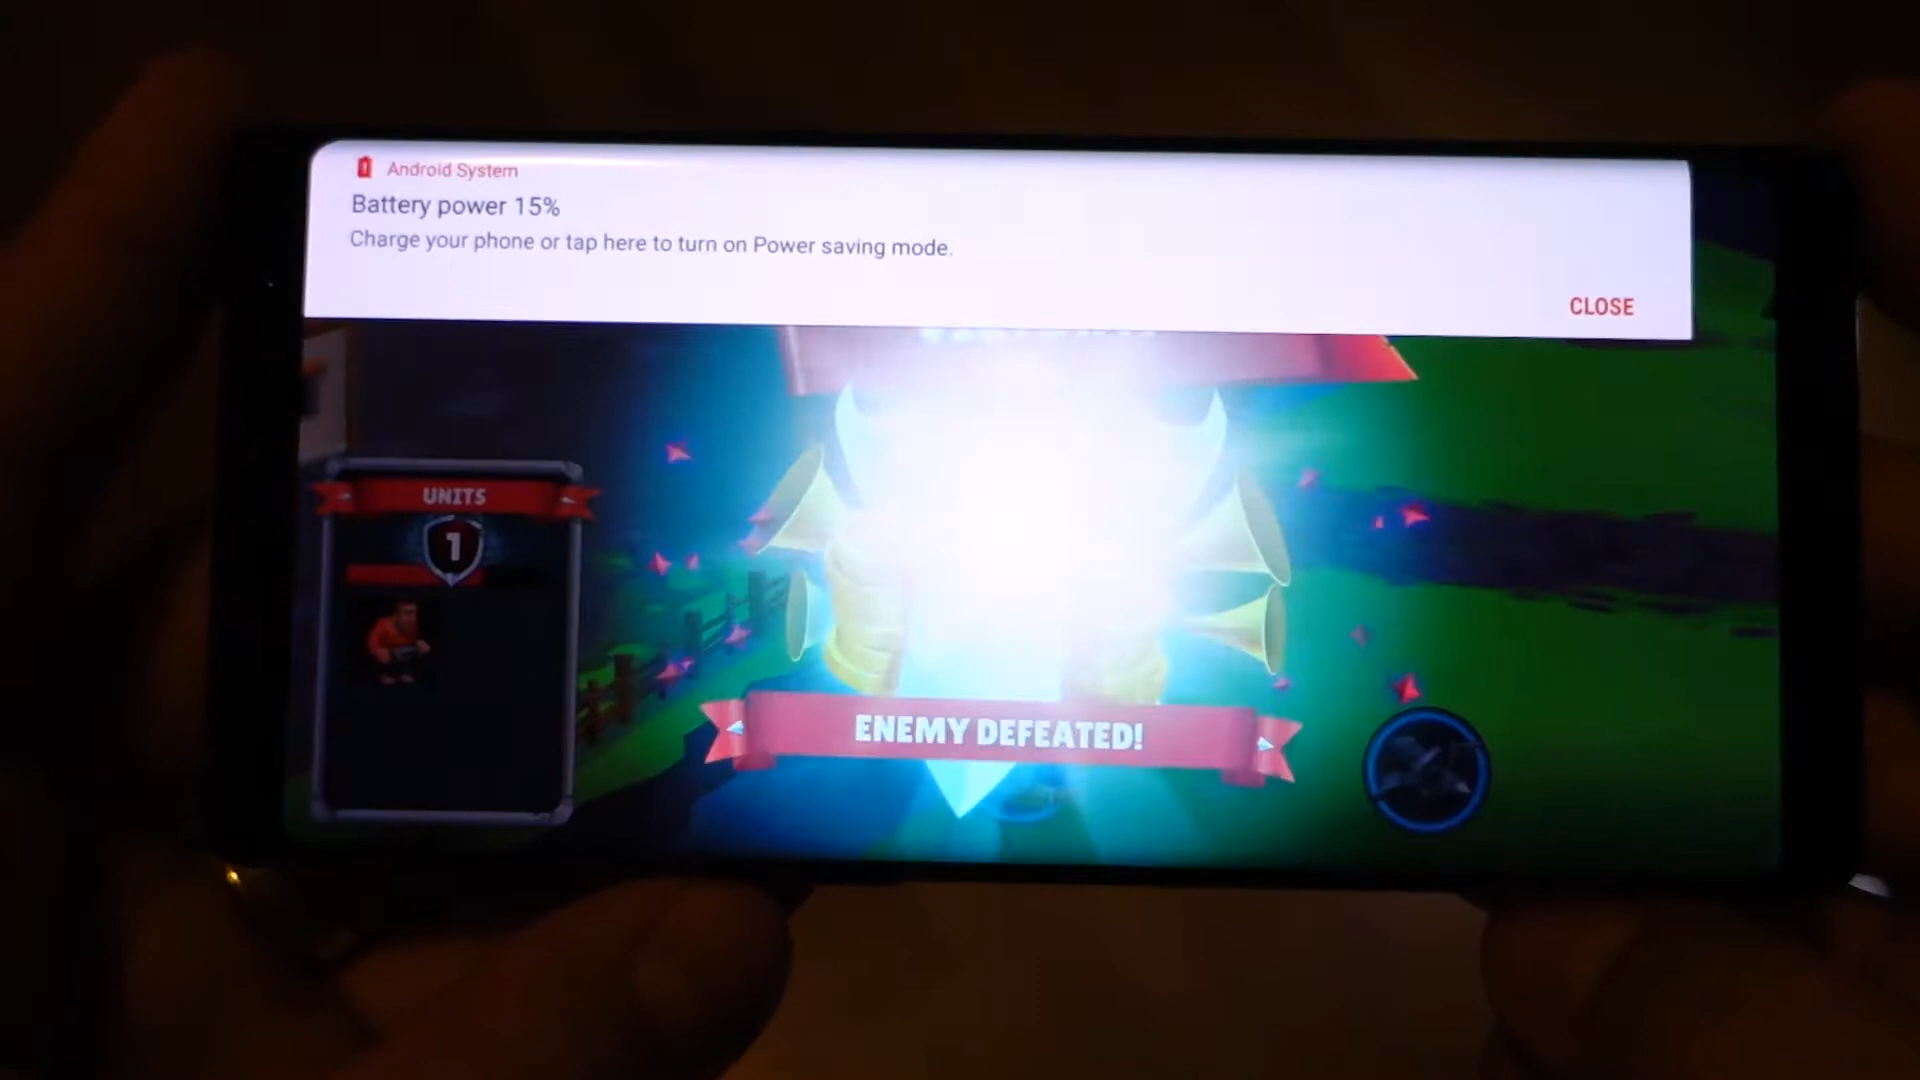 Android System
Battery power 15%
Charge your phone or tap here to turn on Power saving mode.
CLOSE
UNITS
1
ENEMY DEFEATED!